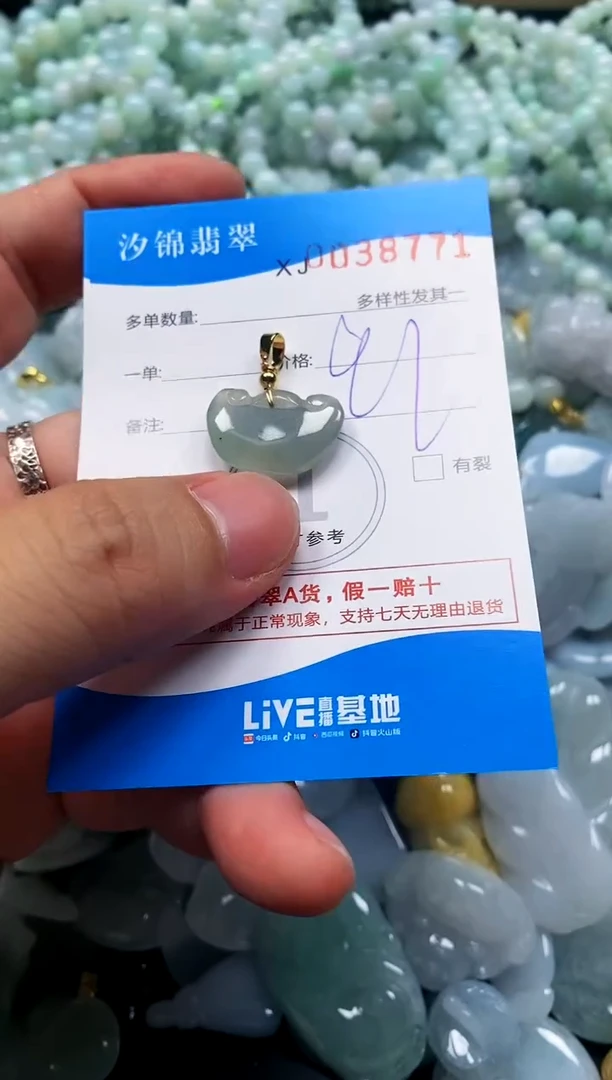 汐锦翡翠
XJ0038771
多样性发其一
多单数量:
一单:
价格:
备注:
有裂
参考
翠A货，假一赔十
属于正常现象，支持七天无理由退货
LiVE直播基地
今日头条 抖音 西瓜视频 抖音火山版